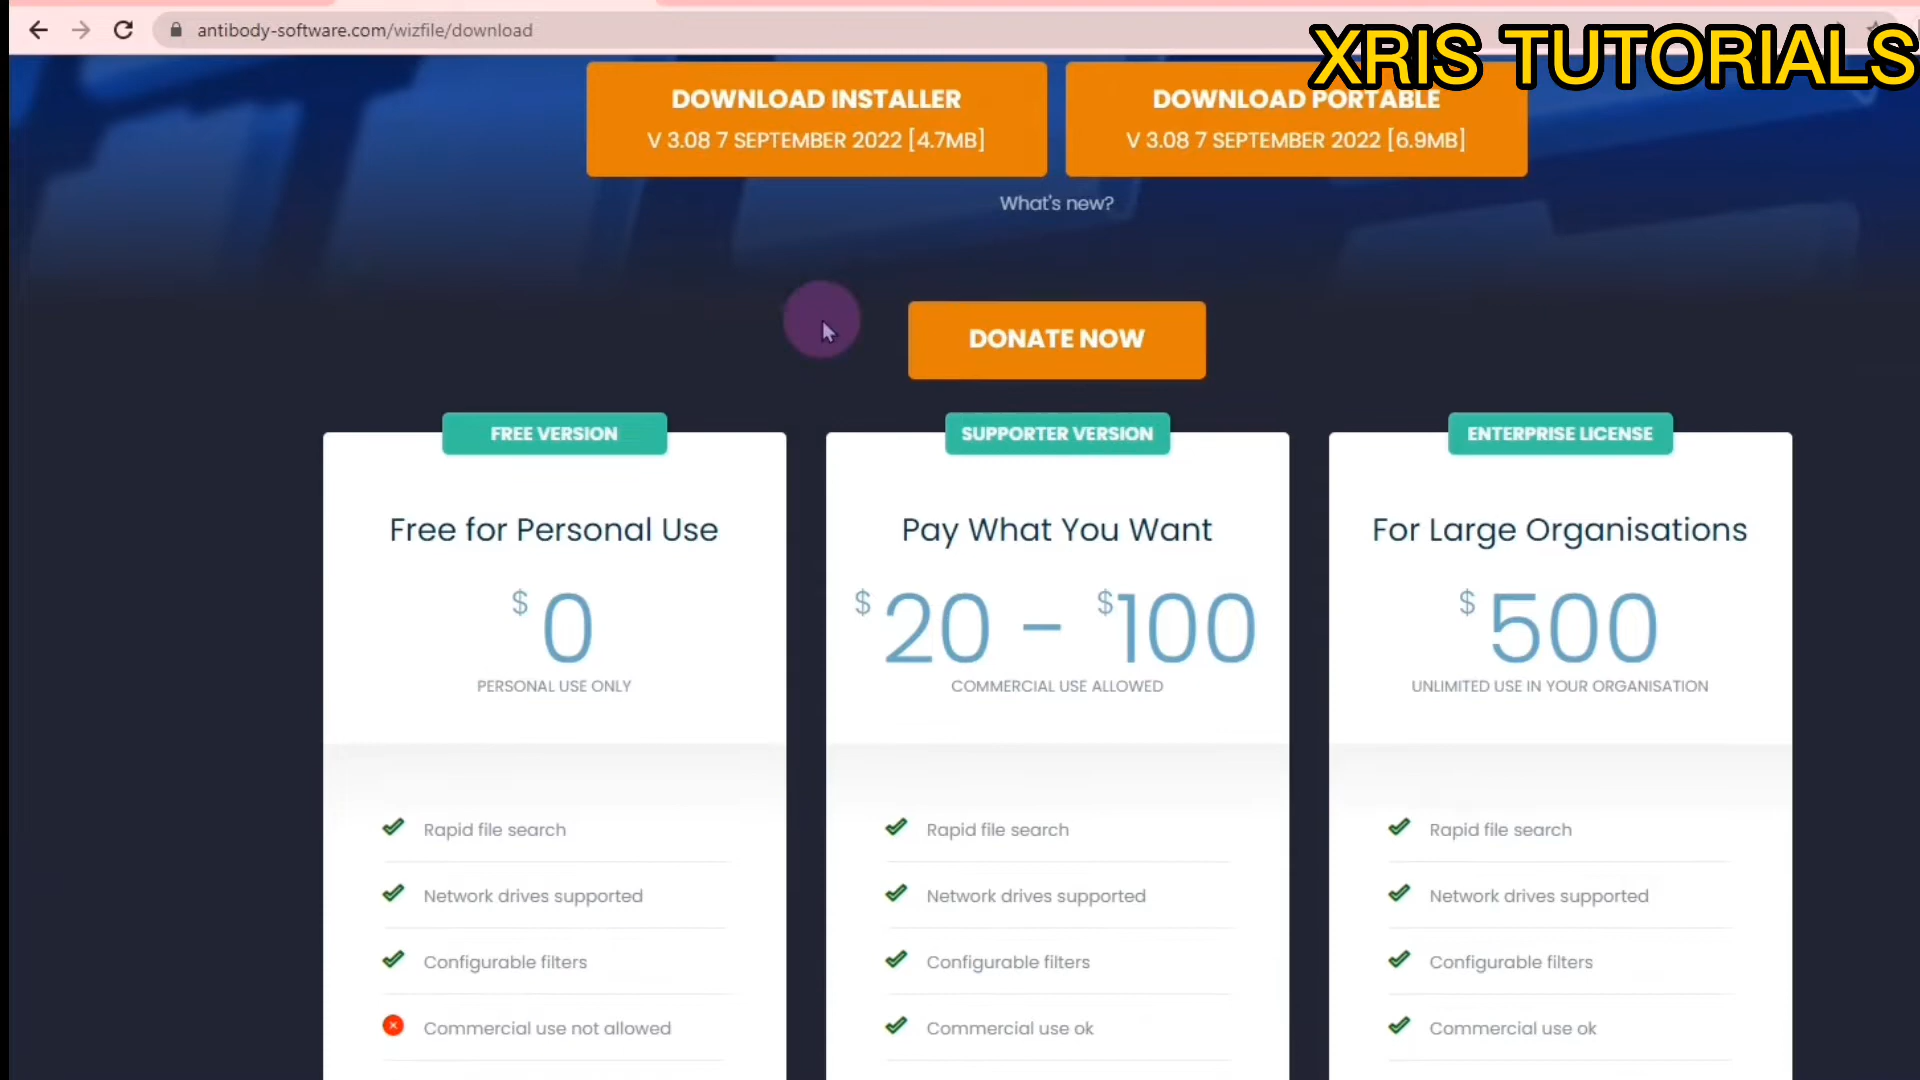 antibody-software.com/wizfile/download
XRIS TUTORIALS
DOWNLOAD INSTALLER
V 3.08 7 SEPTEMBER 2022 [4.7MB]
DOWNLOAD PORTABLE
V 3.08 7 SEPTEMBER 2022 [6.9MB]
What's new?
DONATE NOW
FREE VERSION
Free for Personal Use
$0
PERSONAL USE ONLY
Rapid file search
Network drives supported
Configurable filters
Commercial use not allowed
SUPPORTER VERSION
Pay What You Want
$20 - $100
COMMERCIAL USE ALLOWED
Rapid file search
Network drives supported
Configurable filters
Commercial use ok
ENTERPRISE LICENSE
For Large Organisations
$500
UNLIMITED USE IN YOUR ORGANISATION
Rapid file search
Network drives supported
Configurable filters
Commercial use ok